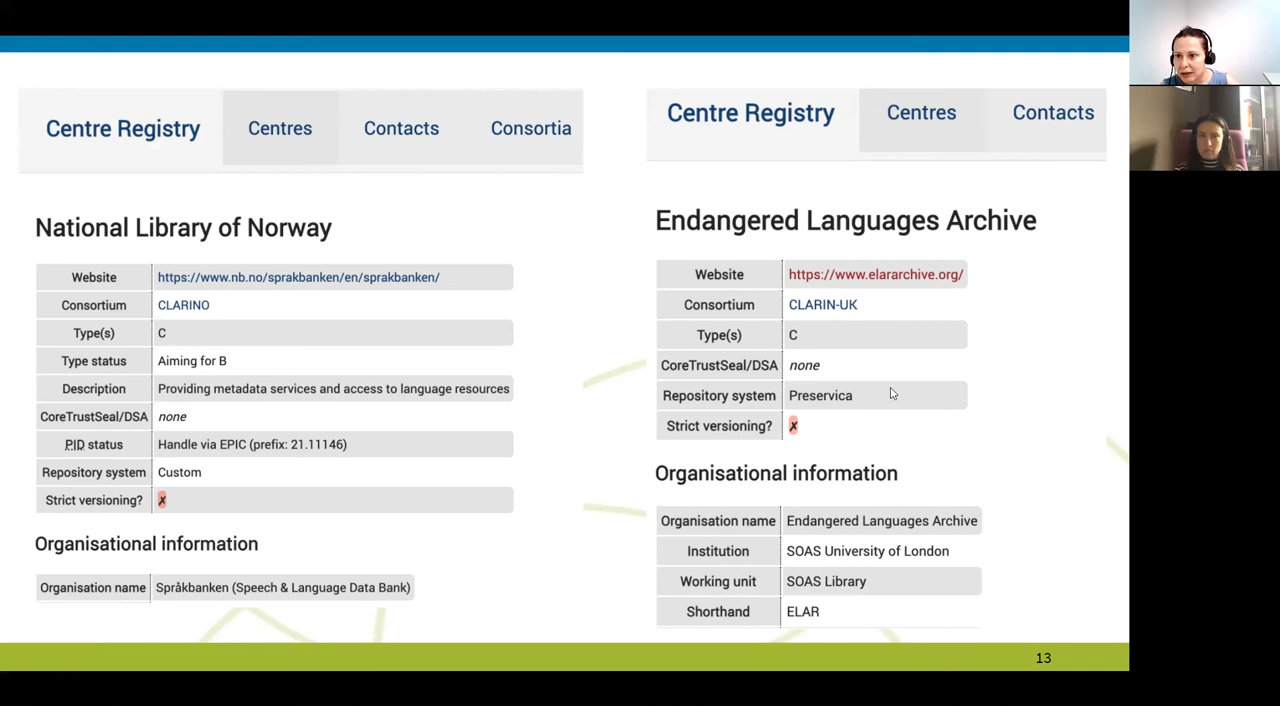 Centre Registry Centres Contacts Consortia
National Library of Norway
Website https://www.nb.no/sprakbanken/en/sprakbanken/
Consortium CLARINO
Type(s) C
Type status Aiming for B
Description Providing metadata services and access to language resources
CoreTrustSeal/DSA none
PID status Handle via EPIC (prefix: 21.11146)
Repository system Custom
Strict versioning? ✗
Organisational information
Organisation name Språkbanken (Speech & Language Data Bank)
Centre Registry Centres Contacts
Endangered Languages Archive
Website https://www.elararchive.org/
Consortium CLARIN-UK
Type(s) C
CoreTrustSeal/DSA none
Repository system Preservica
Strict versioning? ✗
Organisational information
Organisation name Endangered Languages Archive
Institution SOAS University of London
Working unit SOAS Library
Shorthand ELAR
13